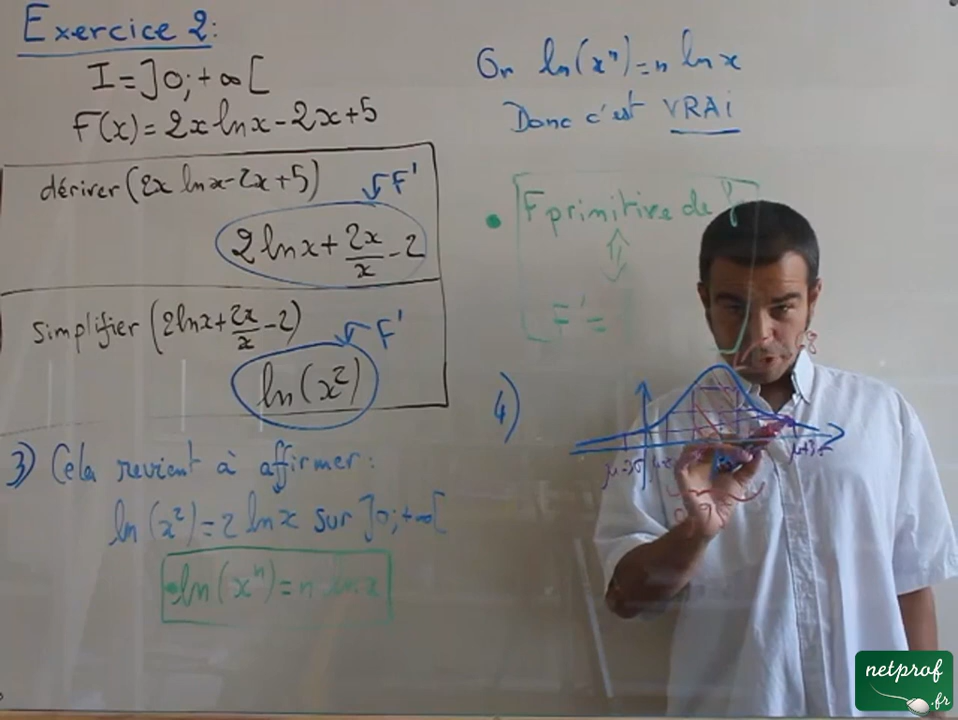 Exercice 2:
I = ]0; +∞[
F(x) = 2x ln x - 2x + 5
dériver (2x ln x - 2x + 5)
F'
2 ln x + 2x/x - 2
simplifier (2 ln x + 2x/x - 2)
F'
ln(x²)
3) Cela revient à affirmer:
ln(x²) = 2 ln x sur ]0; +∞[
• ln(xⁿ) = n ln x
Or ln(xⁿ) = n ln x
Donc c'est VRAI
• F primitive de
F' =
4)
μ-3σ
μ+3σ
netprof
.fr